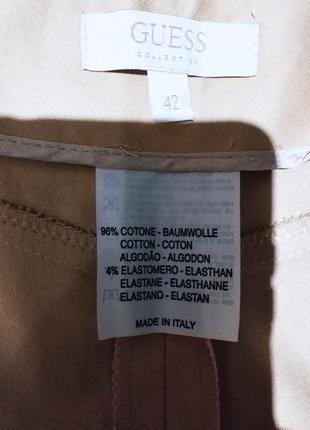 GUESS
COLLECTION
42
96% COTONE - BAUMWOLLE
COTTON - COTON
ALGODÃO - ALGODON
4% ELASTOMERO - ELASTHAN
ELASTANE - ELASTHANNE
ELASTANO - ELASTAN
MADE IN ITALY